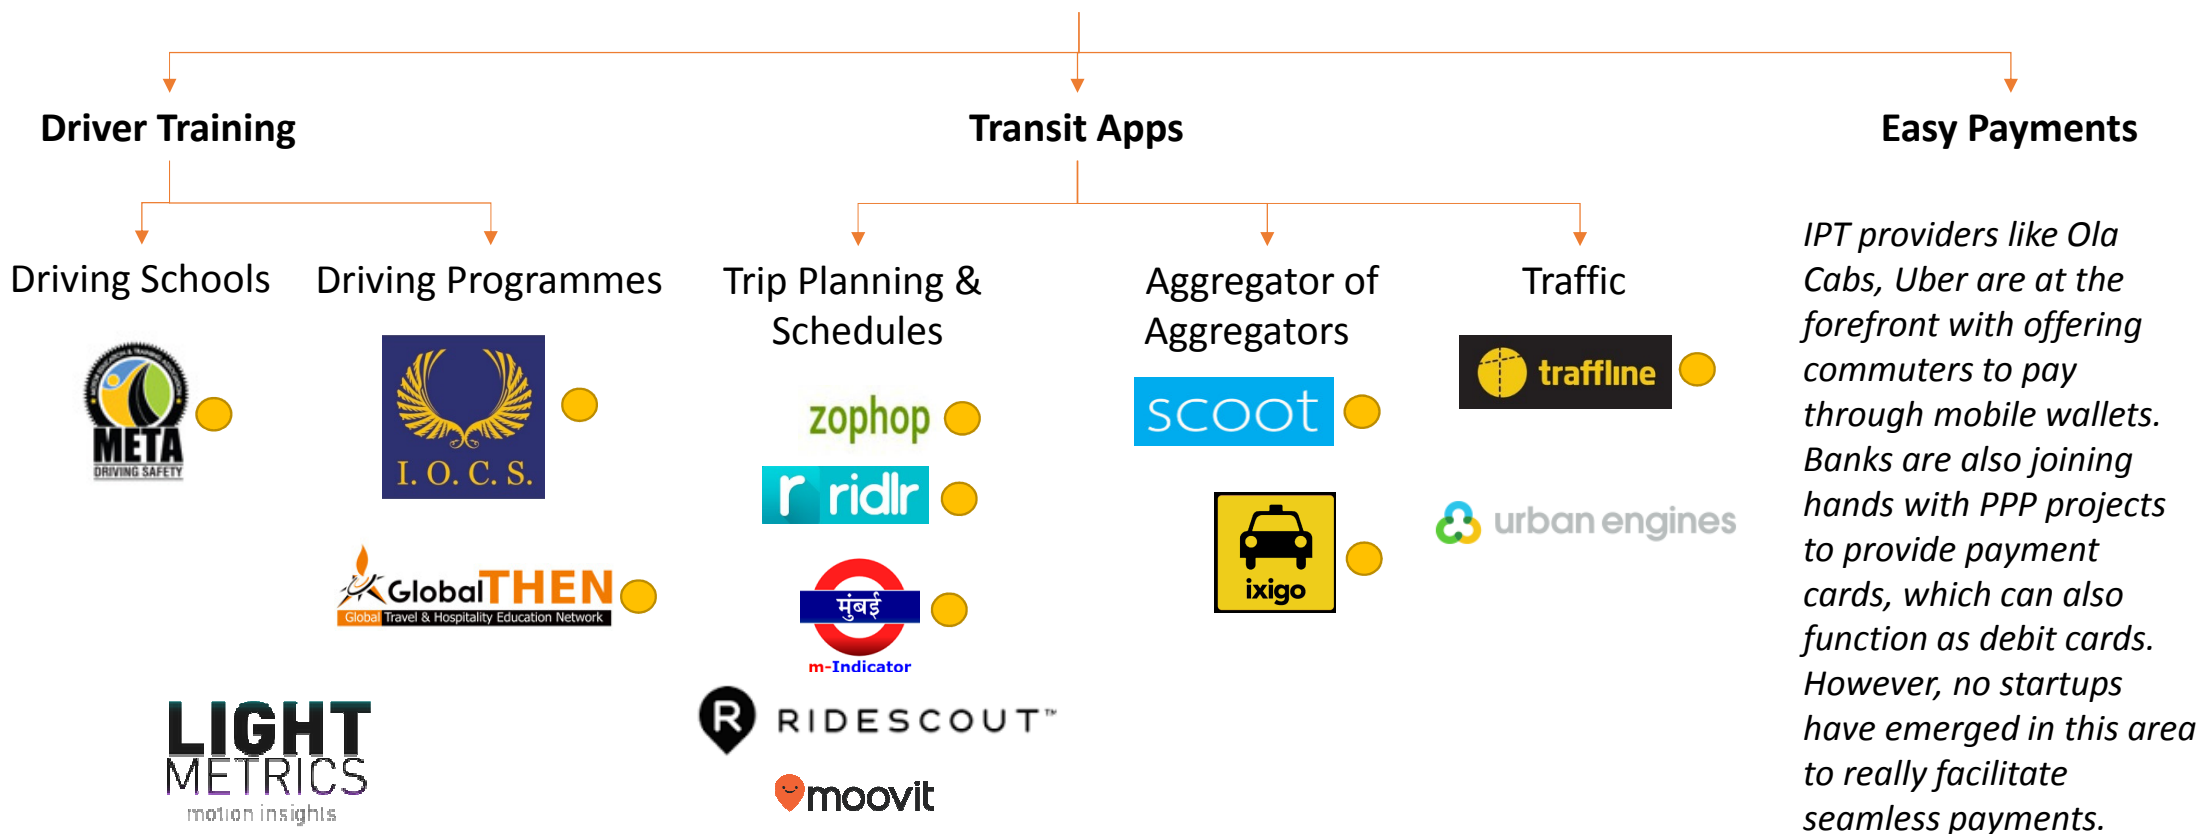 Driver Training
Transit Apps
Easy Payments
Driving Schools
Driving Programmes
Trip Planning &
Schedules
Aggregator of
Aggregators
Traffic
META
DRIVING SAFETY
I. O. C. S.
GlobalTHEN
Global Travel & Hospitality Education Network
LIGHT
METRICS
motion insights
zophop
r ridlr
मुंबई
m-Indicator
R RIDESCOUT™
moovit
scoot
ixigo
traffline
urban engines
IPT providers like Ola
Cabs, Uber are at the
forefront with offering
commuters to pay
through mobile wallets.
Banks are also joining
hands with PPP projects
to provide payment
cards, which can also
function as debit cards.
However, no startups
have emerged in this area
to really facilitate
seamless payments.